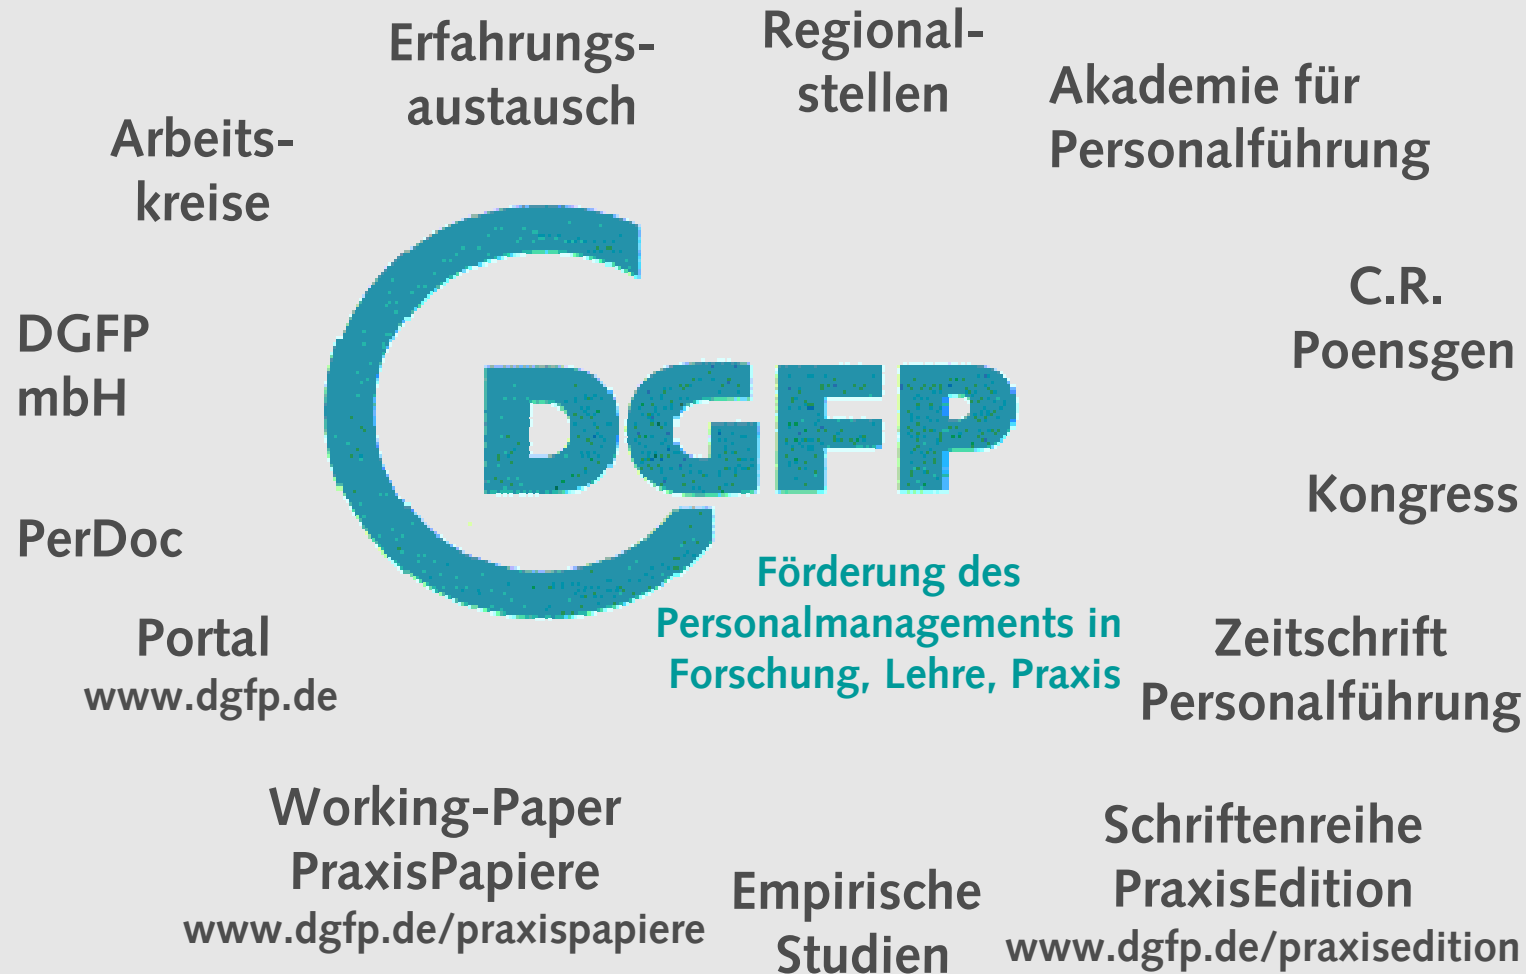 Erfahrungs-
austausch
Regional-
stellen
Akademie für
Personalführung
Arbeits-
kreise
C.R.
Poensgen
DGFP
mbH
DGFP
Kongress
PerDoc
Förderung des
Personalmanagements in
Forschung, Lehre, Praxis
Portal
www.dgfp.de
Zeitschrift
Personalführung
Working-Paper
PraxisPapiere
www.dgfp.de/praxispapiere
Empirische
Studien
Schriftenreihe
PraxisEdition
www.dgfp.de/praxisedition